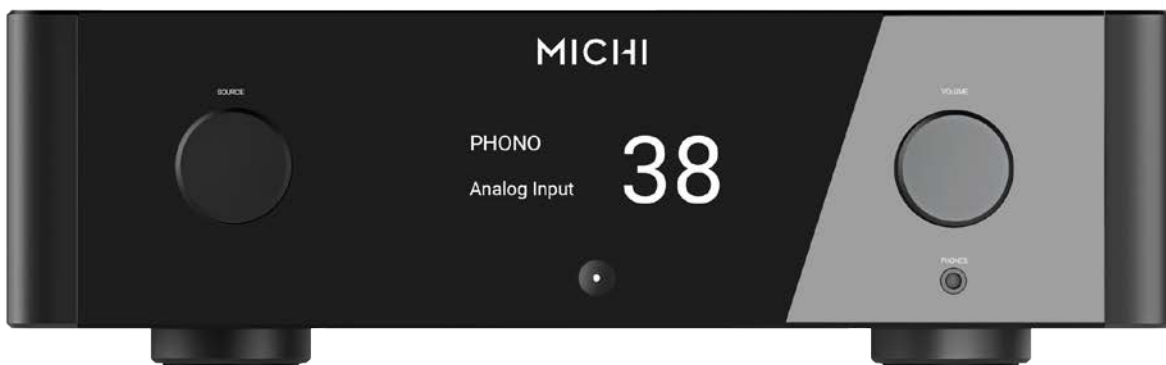 MICHI
SOURCE
VOLUME
PHONO
38
Analog Input
PHONES